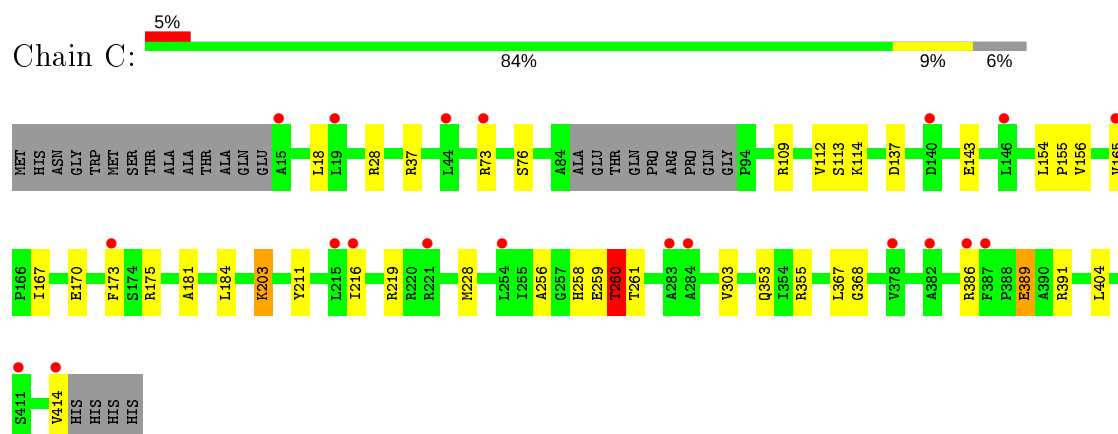 5%
Chain C:
84% 9% 6%
MET HIS ASN GLY TRP MET SER THR ALA ALA THR ALA GLN GLU A15 L18 L19 R28 R37 L44 R73 S76 A84 ALA GLU THR GLN PRO ARG PRO GLN GLY P94 R109 V112 S113 K114 D137 D140 E143 L146 L154 P155 V156 V165
P166 I167 E170 F173 S174 R175 A181 L184 K203 Y211 L215 I216 R219 R220 R221 M228 L254 I255 A256 G257 H258 E259 T260 T261 A283 A284 V303 Q353 I354 R355 L367 G368 V378 A382 R386 F387 P388 E389 A390 R391 L404
S411 V414 HIS HIS HIS HIS